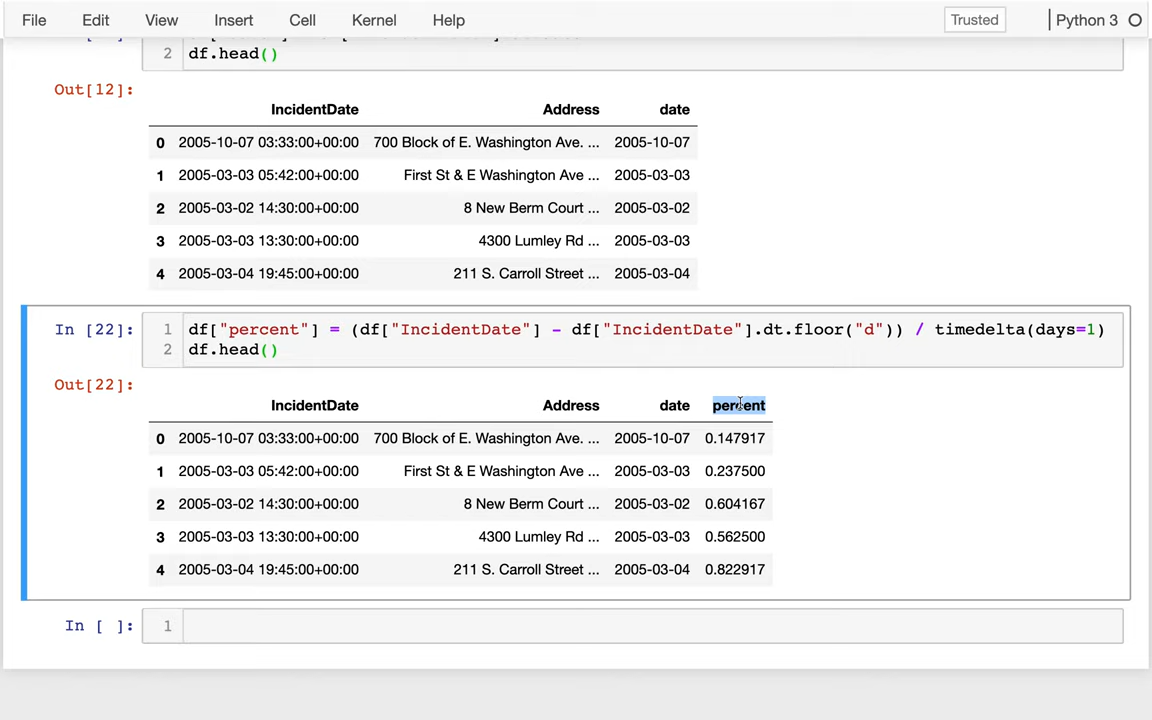 File Edit View Insert Cell Kernel Help Trusted Python 3
2 df.head()
Out[12]:
IncidentDate Address date
0 2005-10-07 03:33:00+00:00 700 Block of E. Washington Ave. ... 2005-10-07
1 2005-03-03 05:42:00+00:00 First St & E Washington Ave ... 2005-03-03
2 2005-03-02 14:30:00+00:00 8 New Berm Court ... 2005-03-02
3 2005-03-03 13:30:00+00:00 4300 Lumley Rd ... 2005-03-03
4 2005-03-04 19:45:00+00:00 211 S. Carroll Street ... 2005-03-04
In [22]: 1 df["percent"] = (df["IncidentDate"] - df["IncidentDate"].dt.floor("d")) / timedelta(days=1)
2 df.head()
Out[22]:
IncidentDate Address date percent
0 2005-10-07 03:33:00+00:00 700 Block of E. Washington Ave. ... 2005-10-07 0.147917
1 2005-03-03 05:42:00+00:00 First St & E Washington Ave ... 2005-03-03 0.237500
2 2005-03-02 14:30:00+00:00 8 New Berm Court ... 2005-03-02 0.604167
3 2005-03-03 13:30:00+00:00 4300 Lumley Rd ... 2005-03-03 0.562500
4 2005-03-04 19:45:00+00:00 211 S. Carroll Street ... 2005-03-04 0.822917
In [ ]: 1